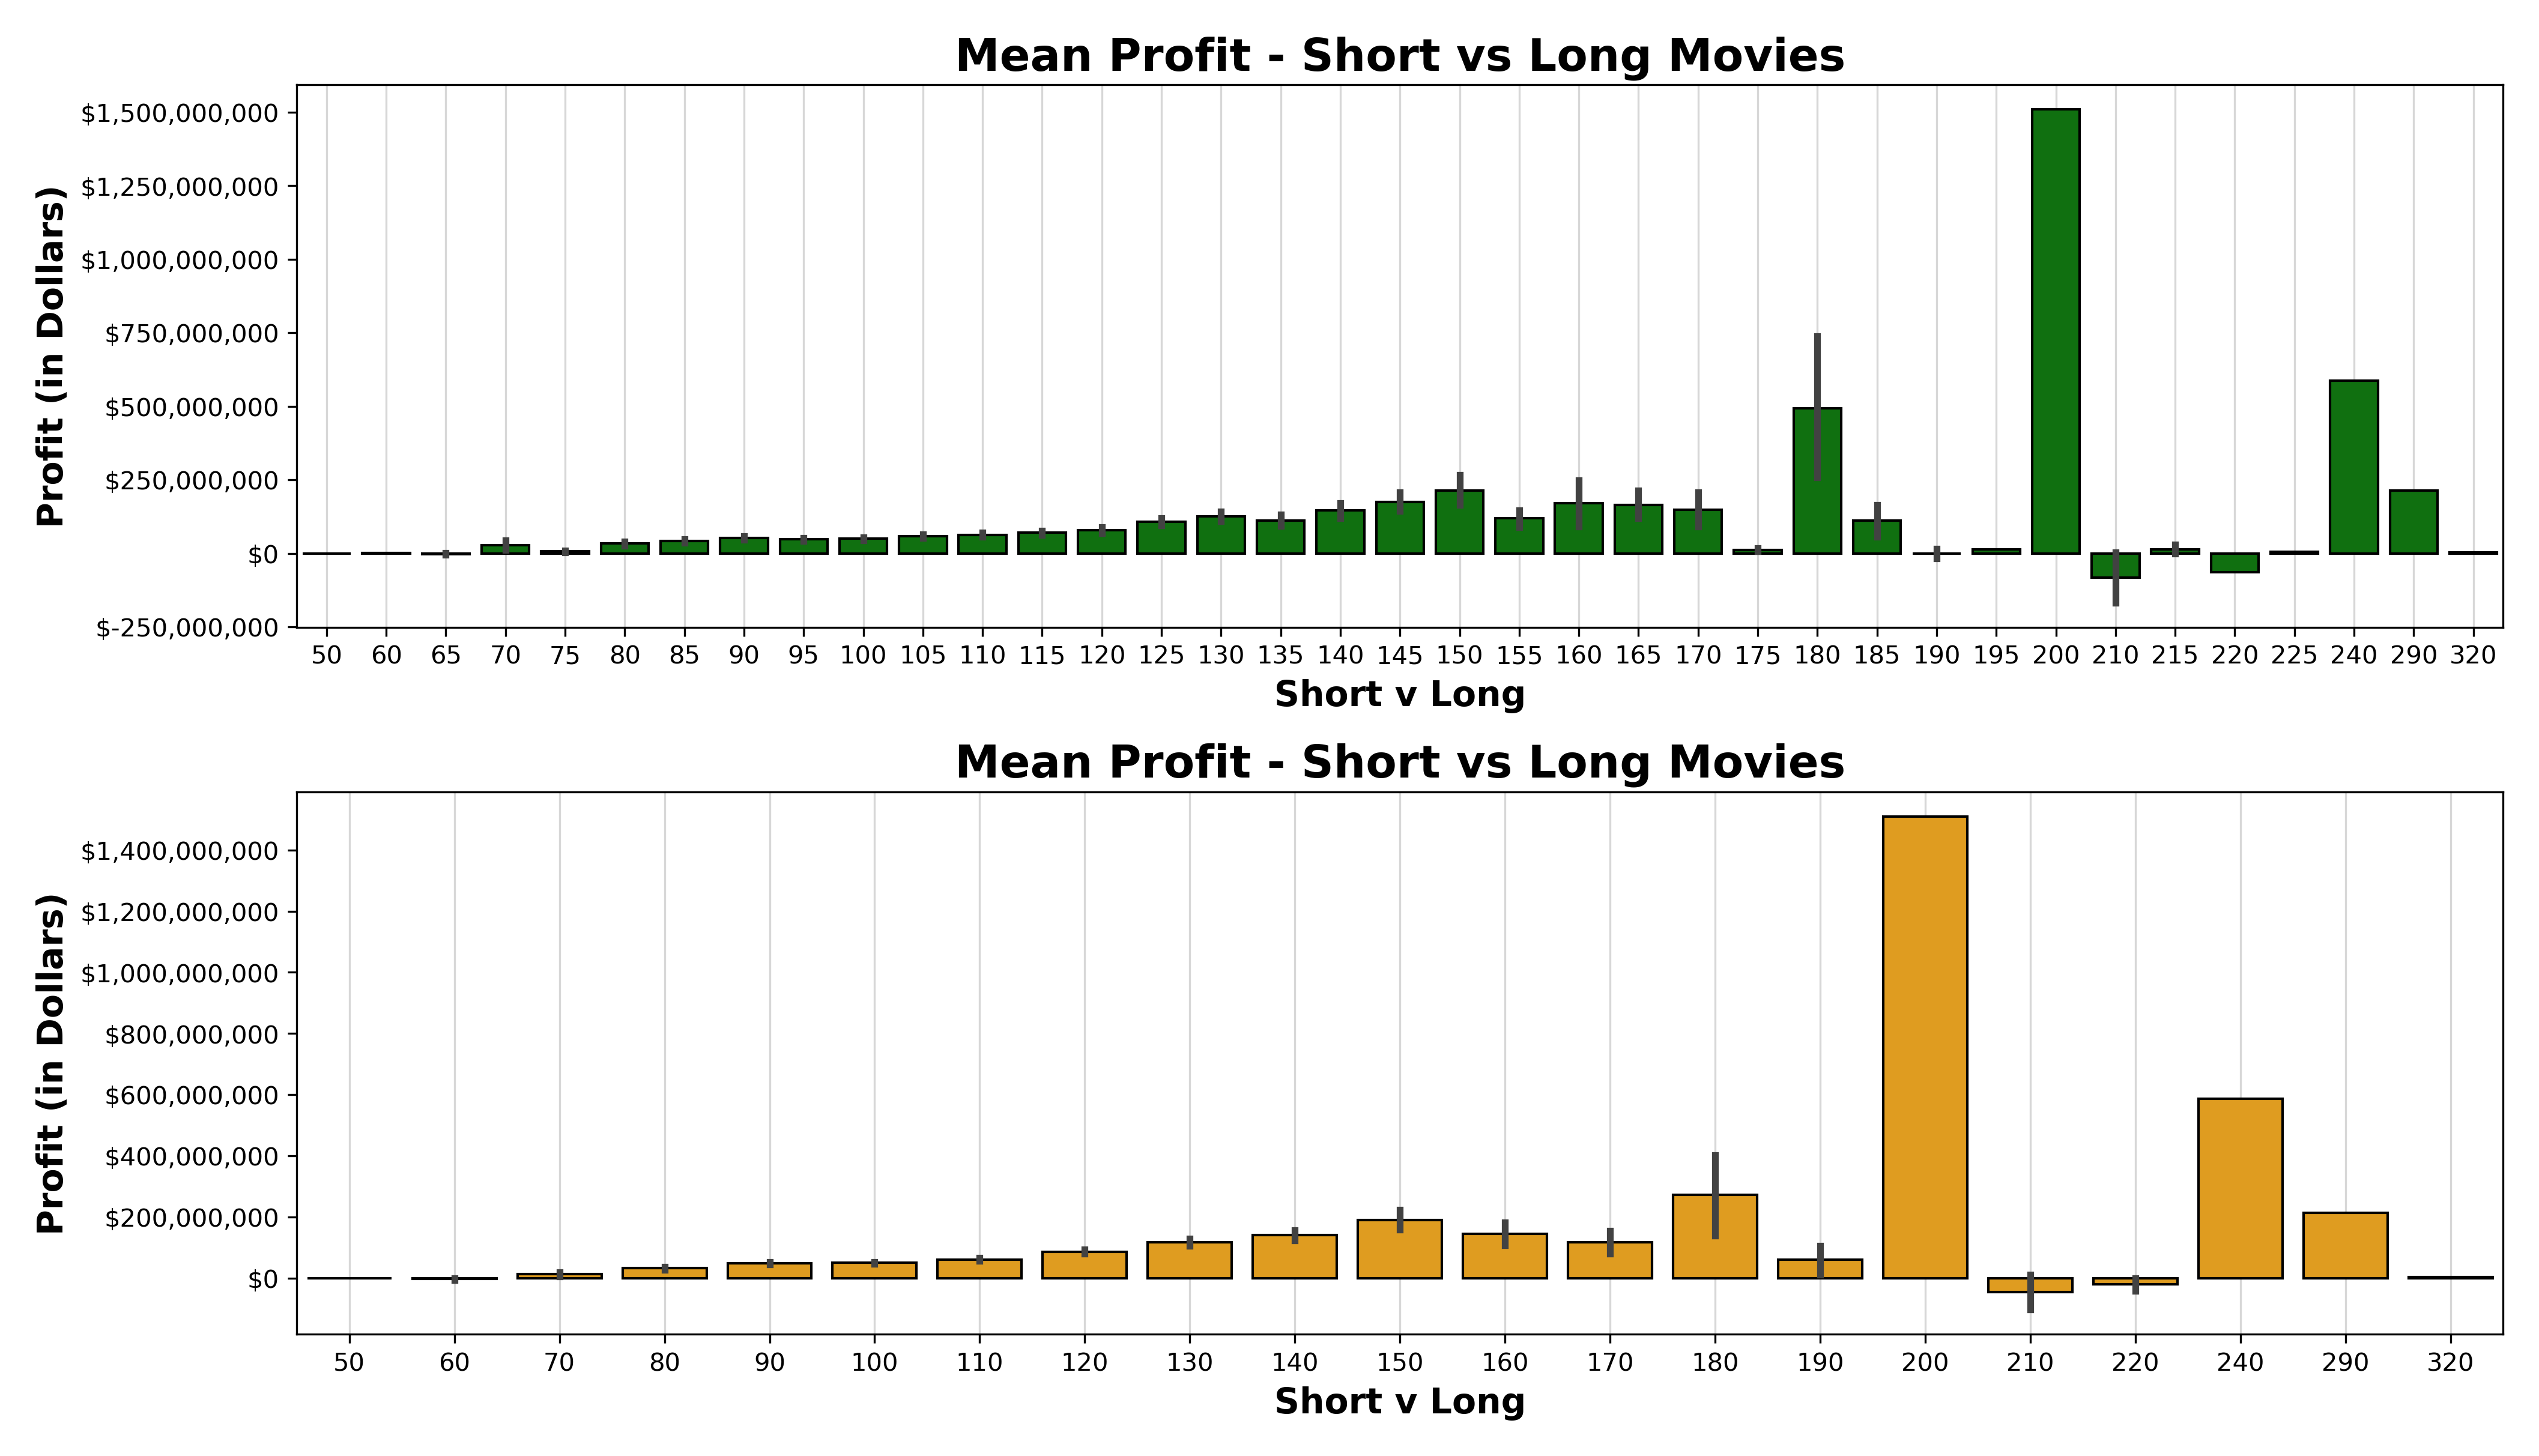 Mean Profit - Short vs Long Movies
Profit (in Dollars)
$1,500,000,000
$1,250,000,000
$1,000,000,000
$750,000,000
$500,000,000
$250,000,000
$0
$-250,000,000
50 60 65 70 75 80 85 90 95 100 105 110 115 120 125 130 135 140 145 150 155 160 165 170 175 180 185 190 195 200 210 215 220 225 240 290 320
Short v Long
Mean Profit - Short vs Long Movies
Profit (in Dollars)
$1,400,000,000
$1,200,000,000
$1,000,000,000
$800,000,000
$600,000,000
$400,000,000
$200,000,000
$0
50 60 70 80 90 100 110 120 130 140 150 160 170 180 190 200 210 220 240 290 320
Short v Long